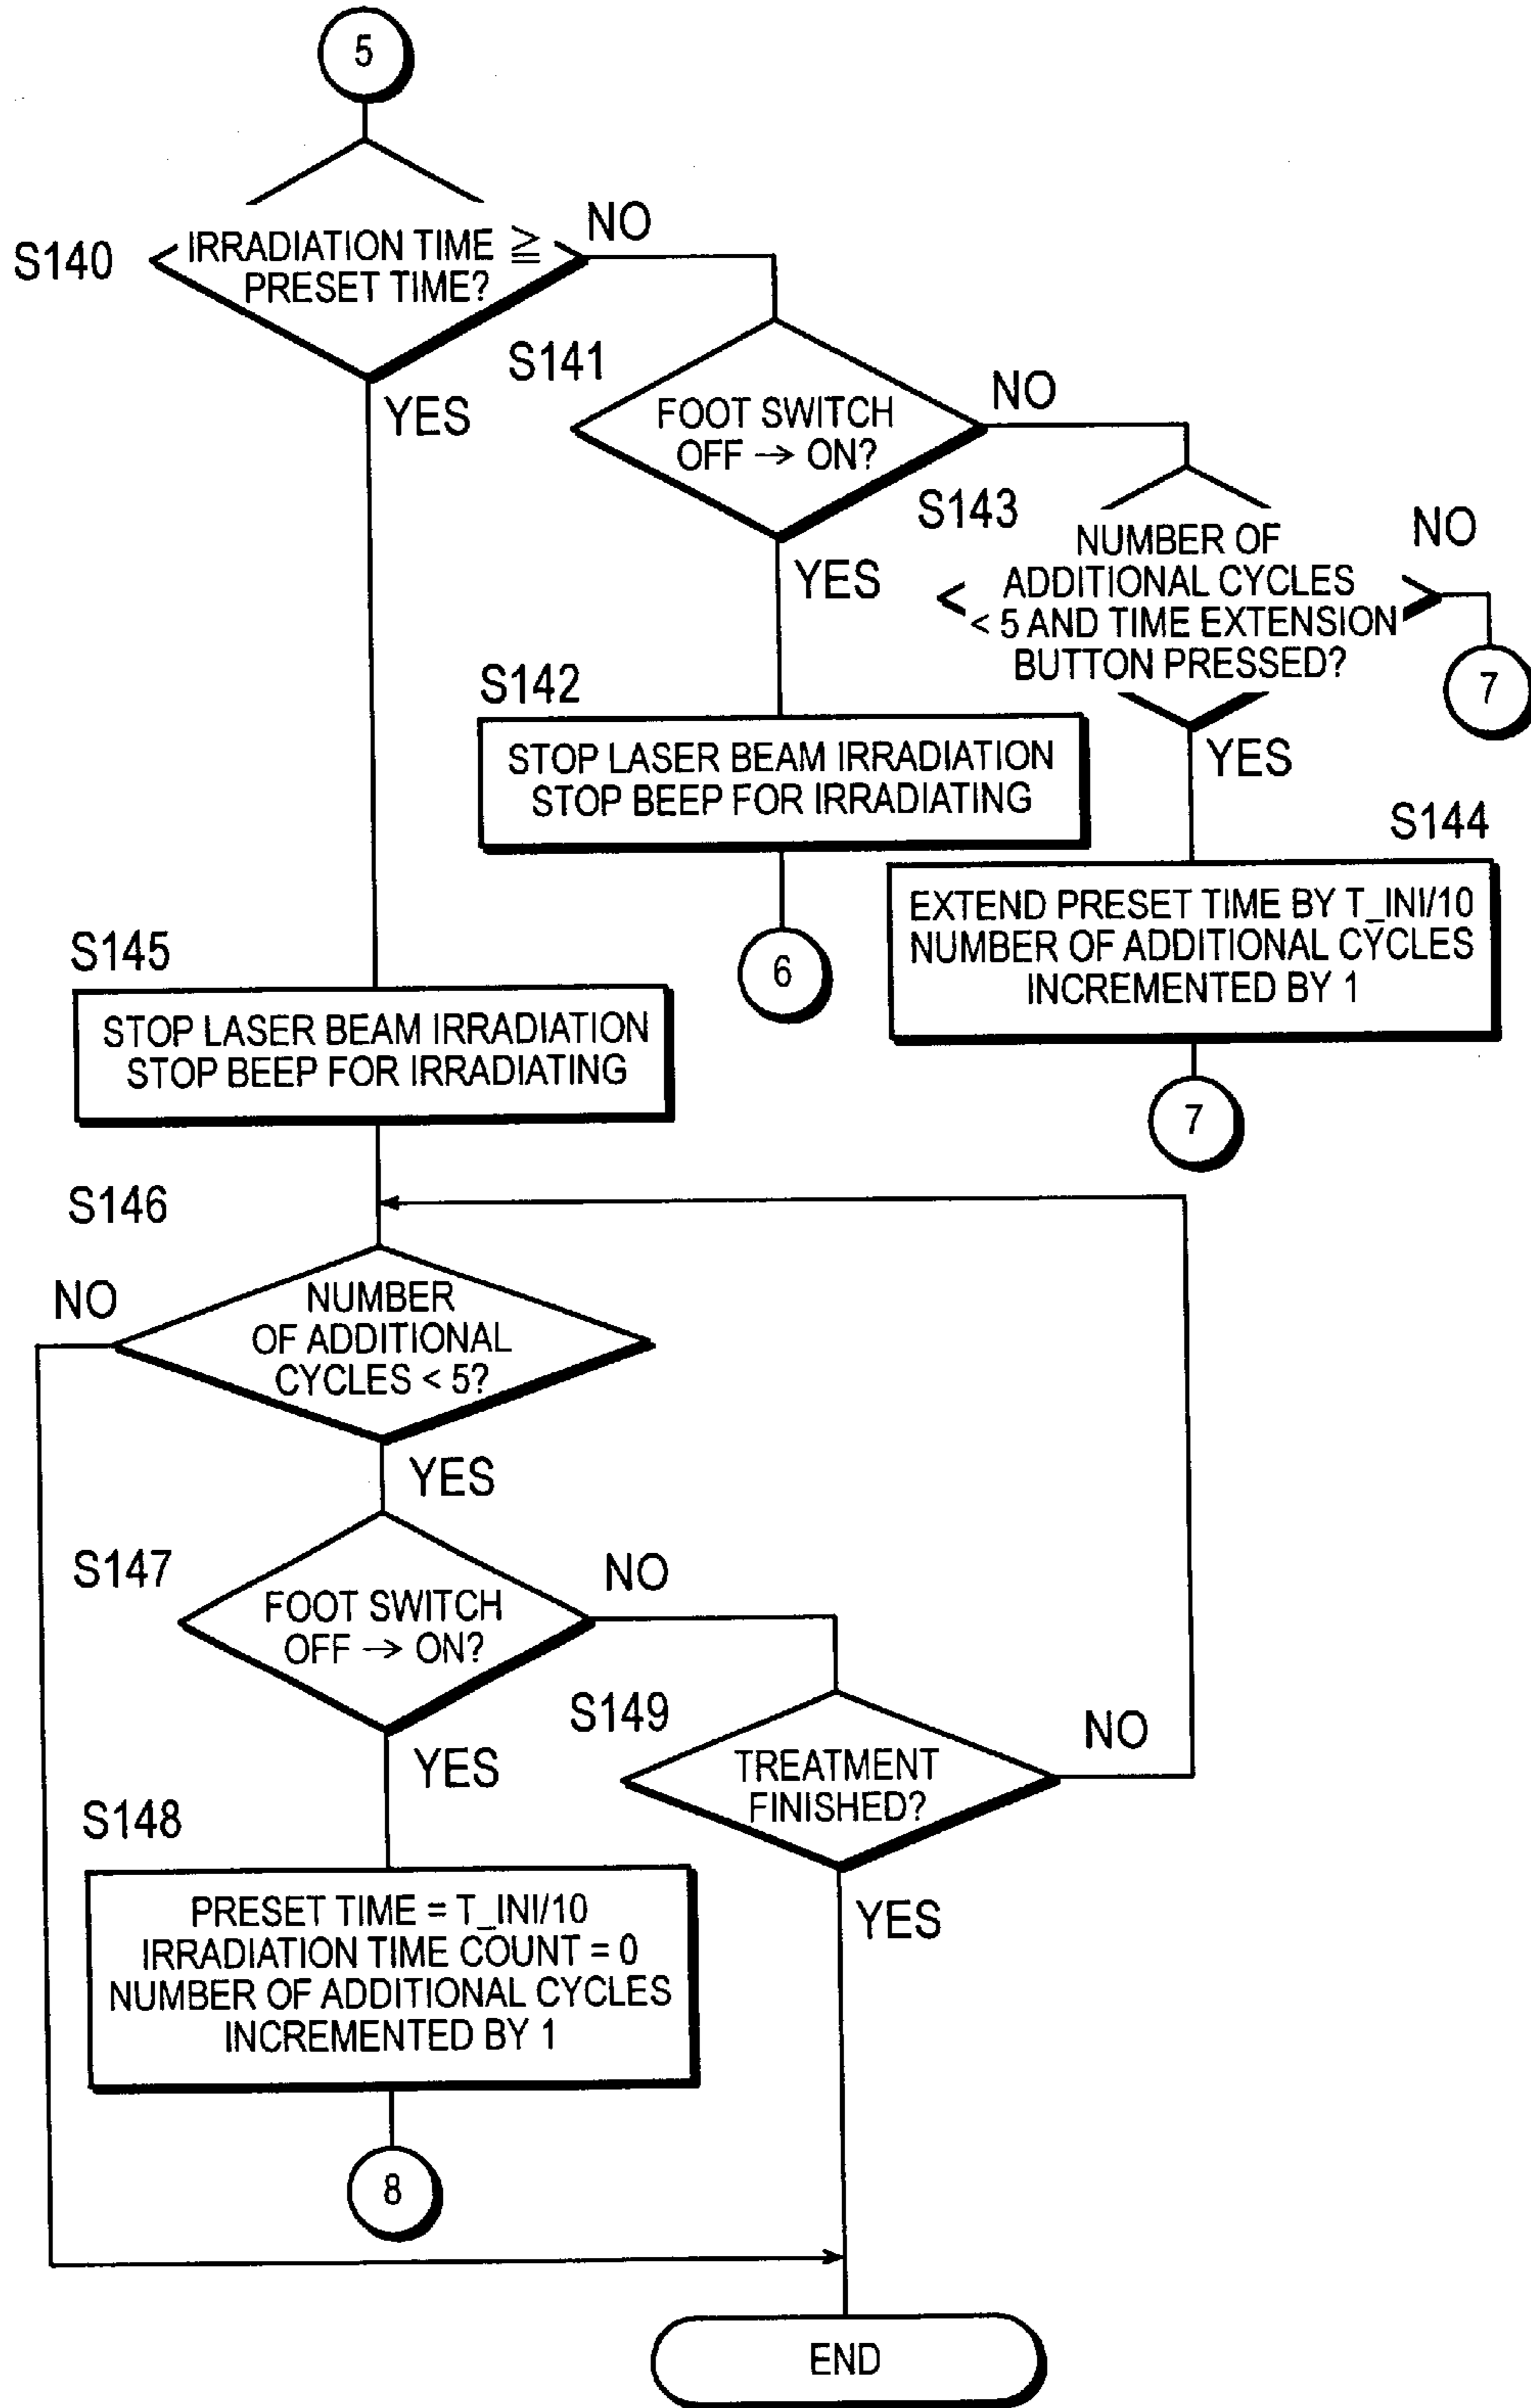 5
S140
IRRADIATION TIME ≧
PRESET TIME?
NO
YES
S141
FOOT SWITCH
OFF → ON?
NO
YES
S143
NUMBER OF
ADDITIONAL CYCLES
< 5 AND TIME EXTENSION
BUTTON PRESSED?
NO
7
YES
S142
STOP LASER BEAM IRRADIATION
STOP BEEP FOR IRRADIATING
6
S144
EXTEND PRESET TIME BY T_INI/10
NUMBER OF ADDITIONAL CYCLES
INCREMENTED BY 1
7
S145
STOP LASER BEAM IRRADIATION
STOP BEEP FOR IRRADIATING
S146
NO
NUMBER
OF ADDITIONAL
CYCLES < 5?
YES
S147
FOOT SWITCH
OFF → ON?
NO
YES
S149
TREATMENT
FINISHED?
NO
YES
S148
PRESET TIME = T_INI/10
IRRADIATION TIME COUNT = 0
NUMBER OF ADDITIONAL CYCLES
INCREMENTED BY 1
8
END